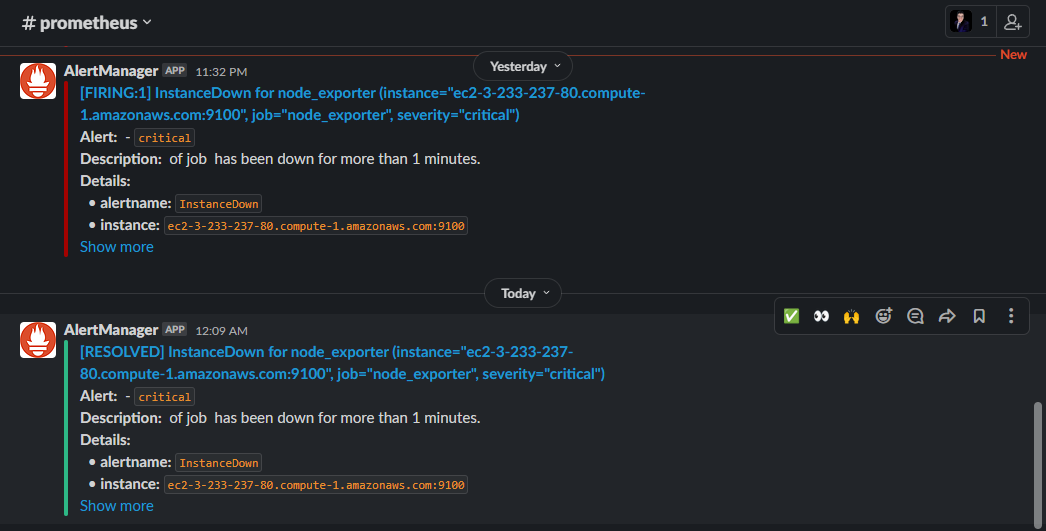 # prometheus
1
Yesterday
New
AlertManager APP 11:32 PM
[FIRING:1] InstanceDown for node_exporter (instance="ec2-3-233-237-80.compute-
1.amazonaws.com:9100", job="node_exporter", severity="critical")
Alert: - critical
Description: of job has been down for more than 1 minutes.
Details:
• alertname: InstanceDown
• instance: ec2-3-233-237-80.compute-1.amazonaws.com:9100
Show more
Today
AlertManager APP 12:09 AM
[RESOLVED] InstanceDown for node_exporter (instance="ec2-3-233-237-
80.compute-1.amazonaws.com:9100", job="node_exporter", severity="critical")
Alert: - critical
Description: of job has been down for more than 1 minutes.
Details:
• alertname: InstanceDown
• instance: ec2-3-233-237-80.compute-1.amazonaws.com:9100
Show more